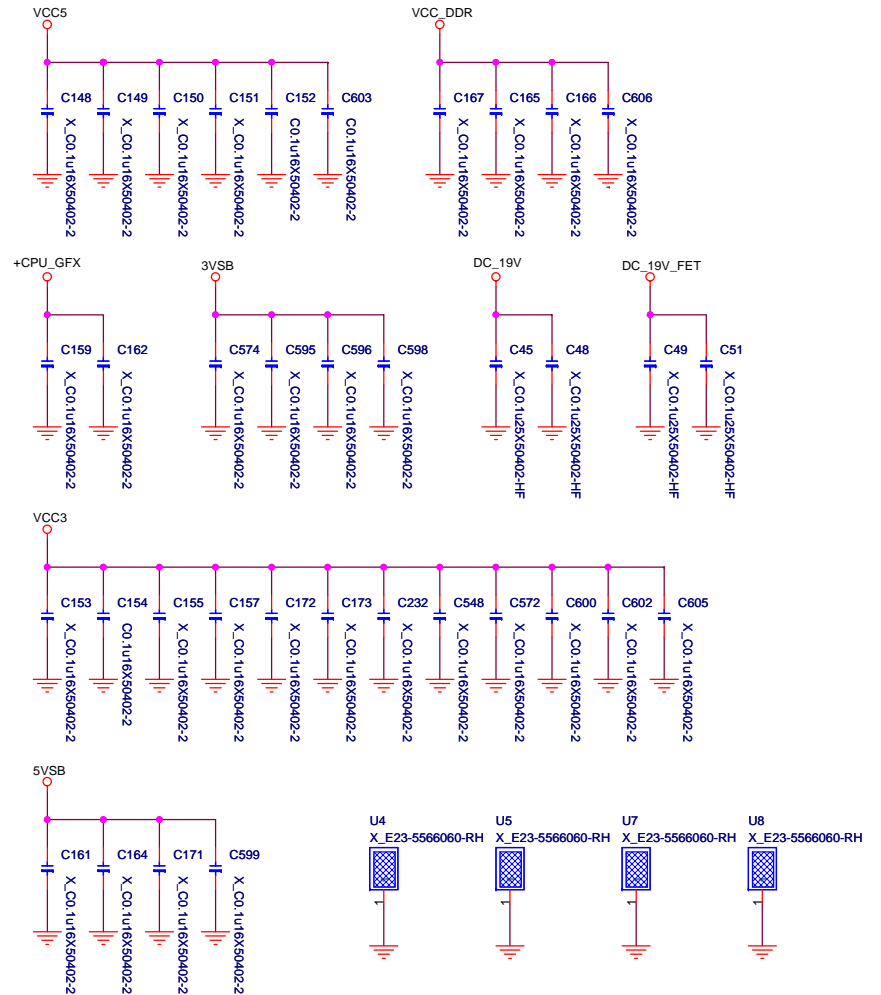 VCC5
VCC_DDR
C148 C149 C150 C151 C152 C603
X_C0.1u16X50402-2 X_C0.1u16X50402-2 X_C0.1u16X50402-2 X_C0.1u16X50402-2 C0.1u16X50402-2 C0.1u16X50402-2
C167 C165 C166 C606
X_C0.1u16X50402-2 X_C0.1u16X50402-2 X_C0.1u16X50402-2 X_C0.1u16X50402-2
+CPU_GFX
3VSB
DC_19V
DC_19V_FET
C159 C162
X_C0.1u16X50402-2 X_C0.1u16X50402-2
C574 C595 C596 C598
X_C0.1u16X50402-2 X_C0.1u16X50402-2 X_C0.1u16X50402-2 X_C0.1u16X50402-2
C45 C48
X_C0.1u25X50402-HF X_C0.1u25X50402-HF
C49 C51
X_C0.1u25X50402-HF X_C0.1u25X50402-HF
VCC3
C153 C154 C155 C157 C172 C173 C232 C548 C572 C600 C602 C605
X_C0.1u16X50402-2 C0.1u16X50402-2 X_C0.1u16X50402-2 X_C0.1u16X50402-2 X_C0.1u16X50402-2 X_C0.1u16X50402-2 X_C0.1u16X50402-2 X_C0.1u16X50402-2 X_C0.1u16X50402-2 X_C0.1u16X50402-2 X_C0.1u16X50402-2 X_C0.1u16X50402-2
5VSB
C161 C164 C171 C599
X_C0.1u16X50402-2 X_C0.1u16X50402-2 X_C0.1u16X50402-2 X_C0.1u16X50402-2
U4 U5 U7 U8
X_E23-5566060-RH X_E23-5566060-RH X_E23-5566060-RH X_E23-5566060-RH
1 1 1 1